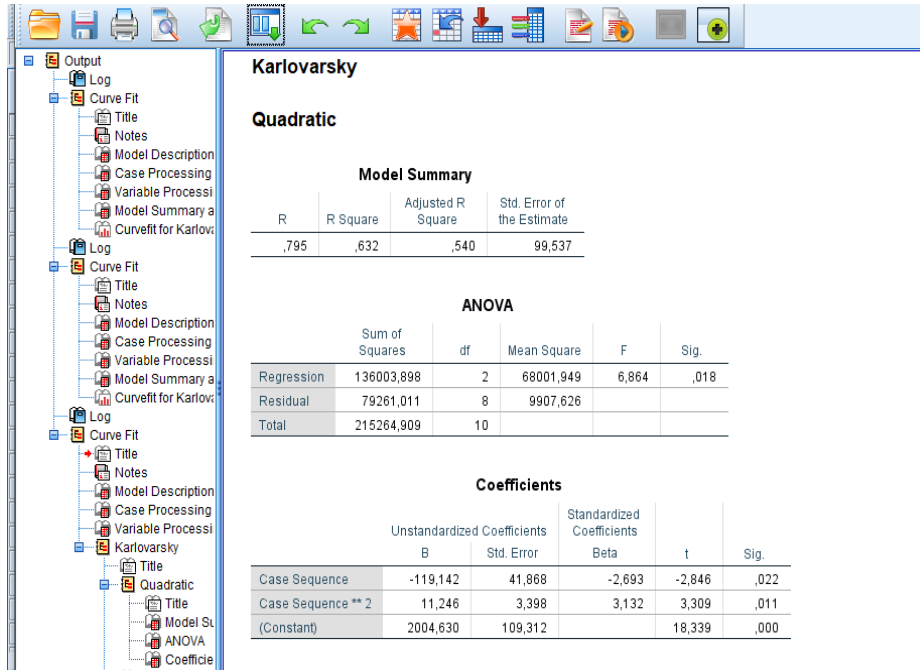 Output
Log
Curve Fit
Title
Notes
Model Description
Case Processing
Variable Processi
Model Summary a
Curvefit for Karlova
Log
Curve Fit
Title
Notes
Model Description
Case Processing
Variable Processi
Model Summary a
Curvefit for Karlova
Log
Curve Fit
Title
Notes
Model Description
Case Processing
Variable Processi
Karlovarsky
Title
Quadratic
Title
Model Su
ANOVA
Coefficie
Karlovarsky
Quadratic
Model Summary
R R Square Adjusted R Square Std. Error of the Estimate
,795 ,632 ,540 99,537
ANOVA
Sum of Squares df Mean Square F Sig.
Regression 136003,898 2 68001,949 6,864 ,018
Residual 79261,011 8 9907,626
Total 215264,909 10
Coefficients
Unstandardized Coefficients Standardized Coefficients
B Std. Error Beta t Sig.
Case Sequence -119,142 41,868 -2,693 -2,846 ,022
Case Sequence ** 2 11,246 3,398 3,132 3,309 ,011
(Constant) 2004,630 109,312 18,339 ,000